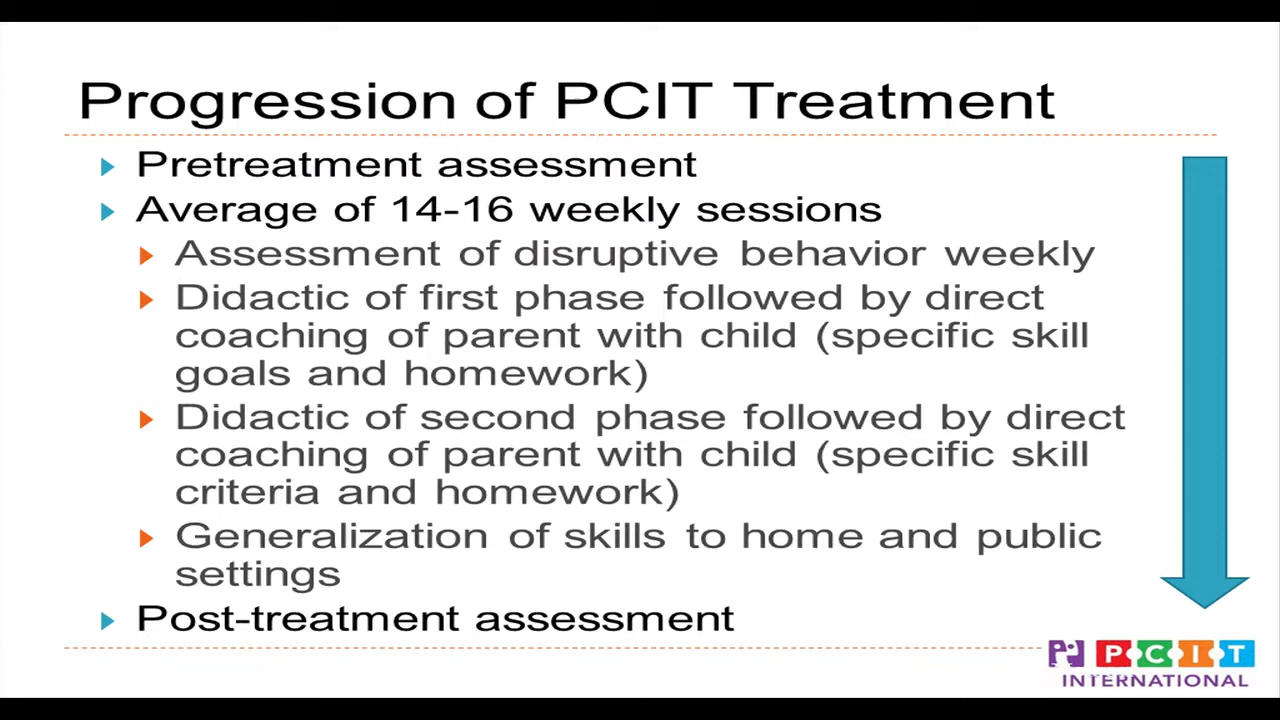 Progression of PCIT Treatment
Pretreatment assessment
Average of 14-16 weekly sessions
Assessment of disruptive behavior weekly
Didactic of first phase followed by direct
coaching of parent with child (specific skill
goals and homework)
Didactic of second phase followed by direct
coaching of parent with child (specific skill
criteria and homework)
Generalization of skills to home and public
settings
Post-treatment assessment
PCIT
INTERNATIONAL